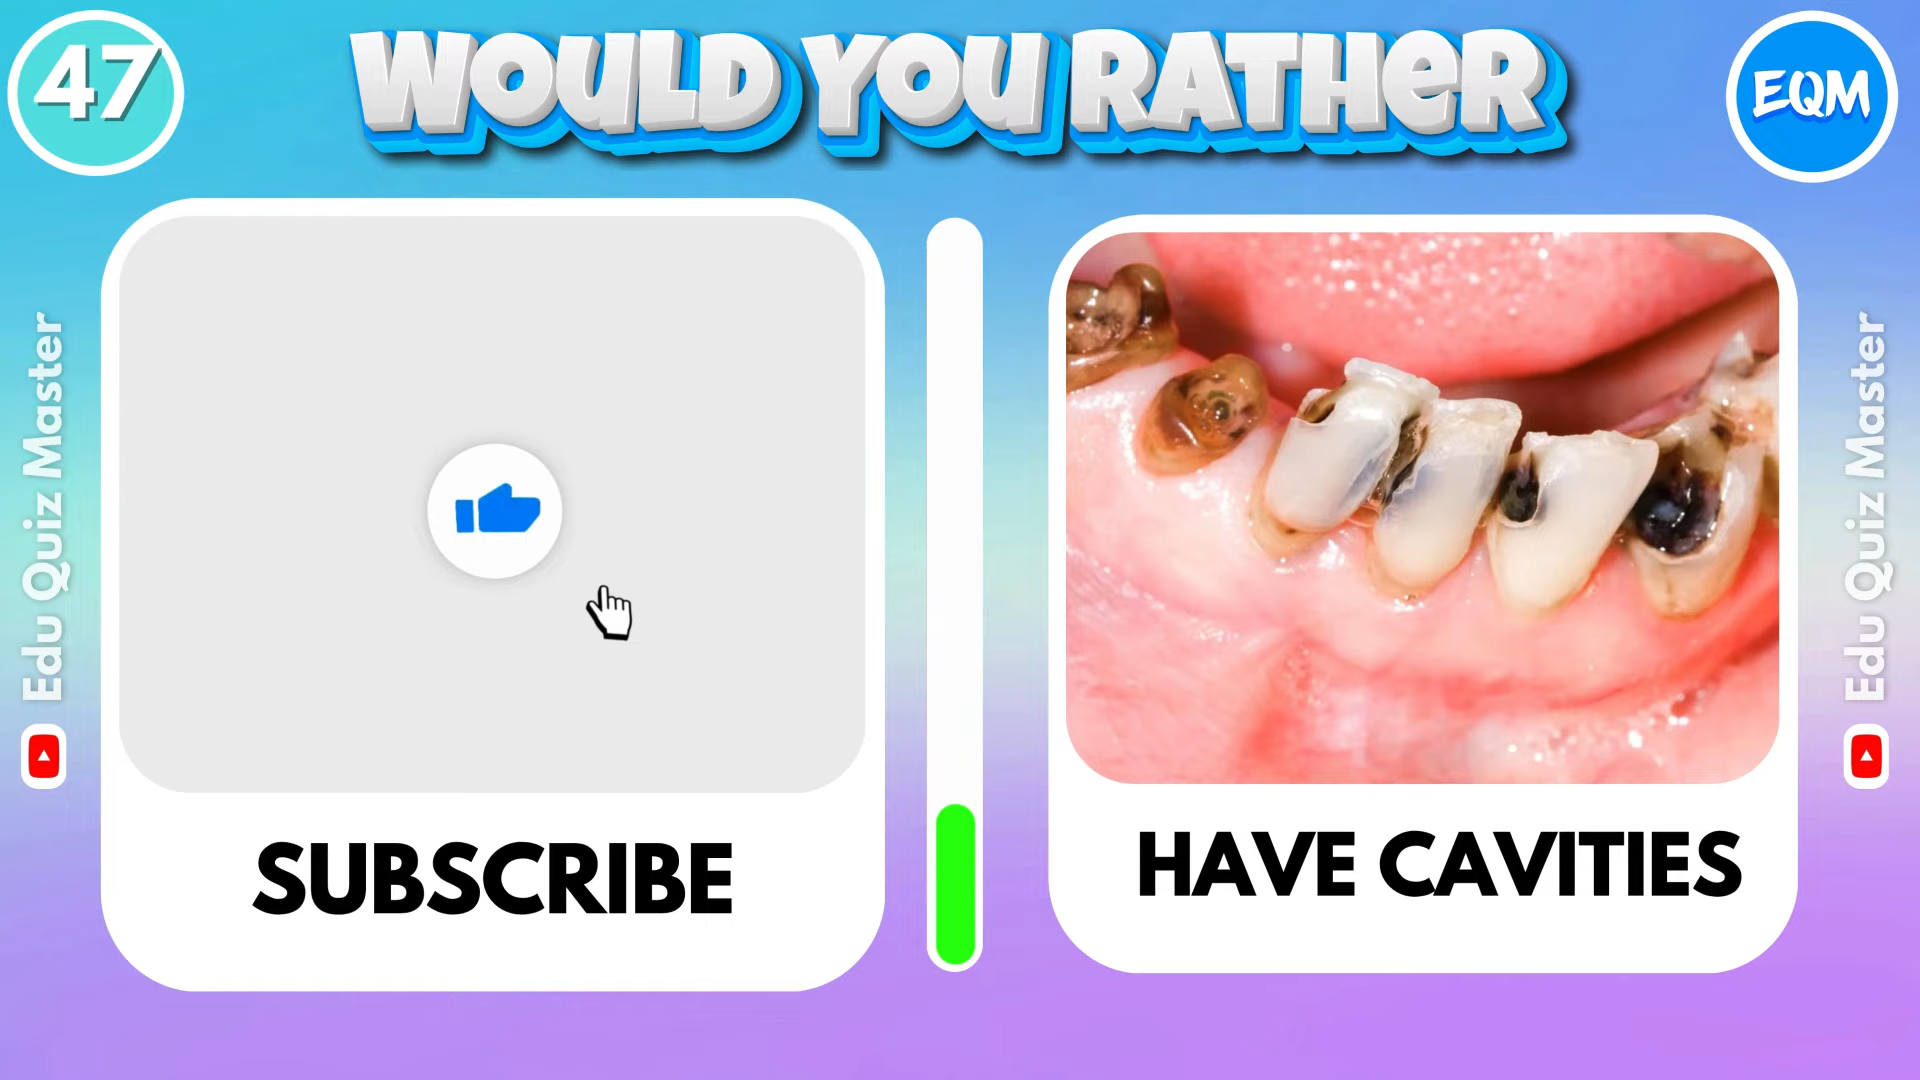 47
WOULD YOU RATHER
EQM
Edu Quiz Master
SUBSCRIBE
HAVE CAVITIES
Edu Quiz Master